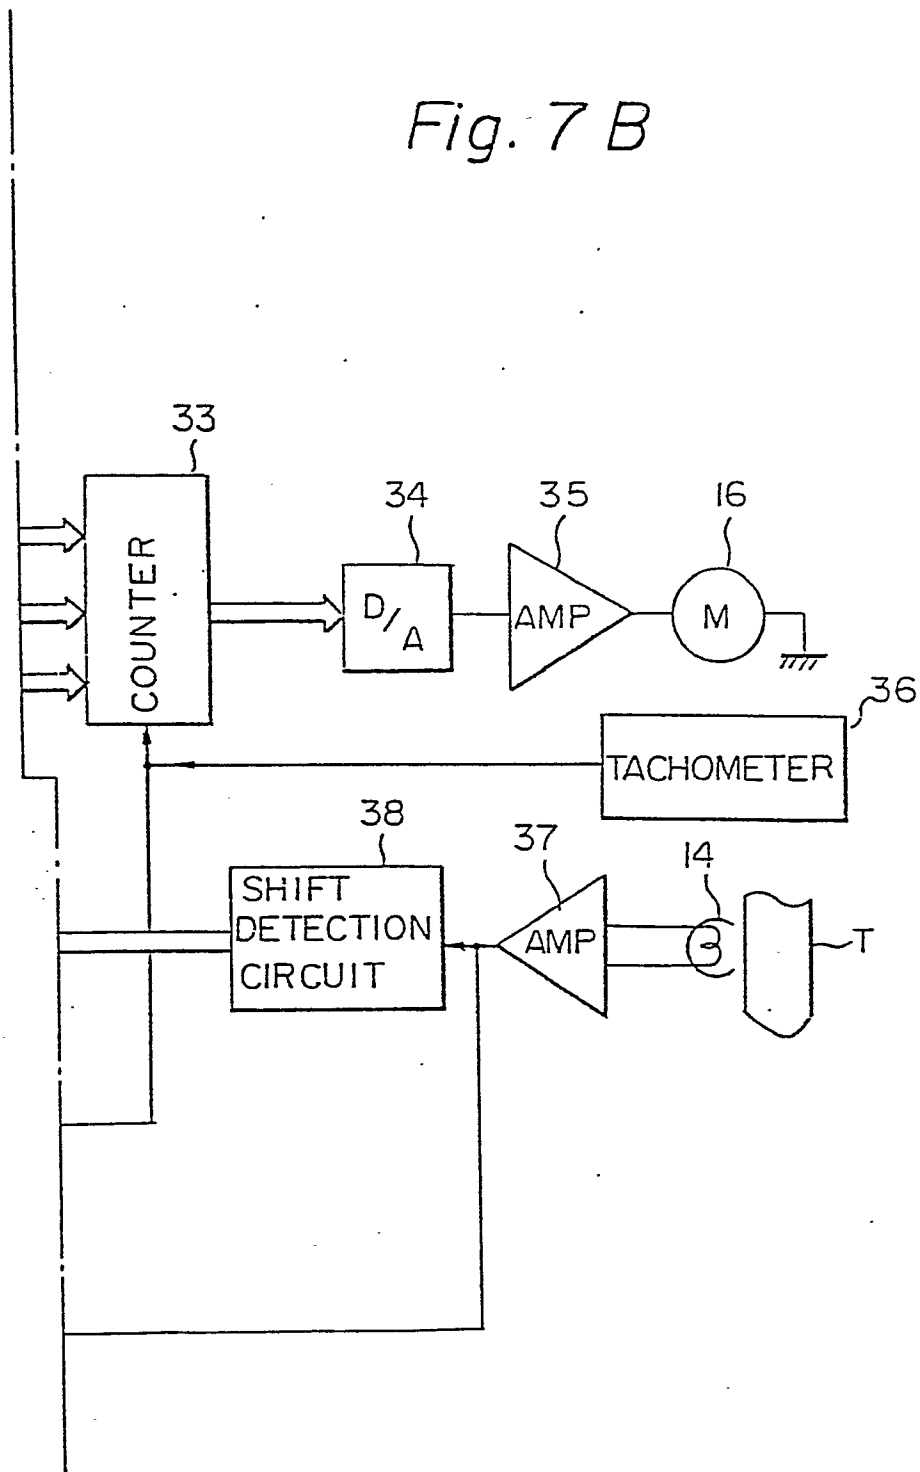 Fig. 7 B
33
34
35
16
COUNTER
D/A
AMP
M
36
TACHOMETER
38
37
14
SHIFT
DETECTION
CIRCUIT
AMP
T